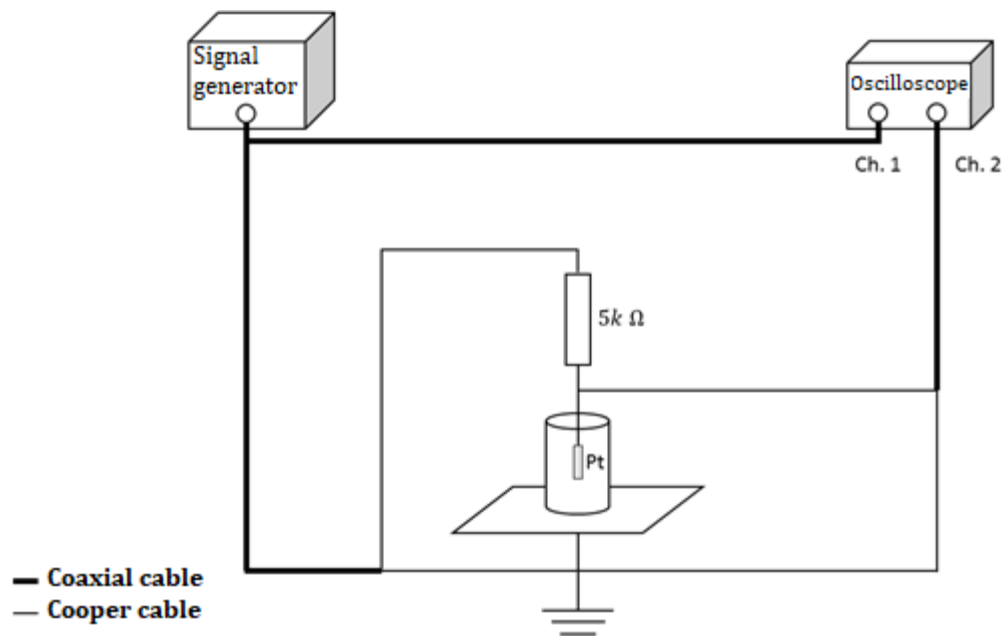 Signal
generator
Oscilloscope
Ch. 1
Ch. 2
5k Ω
Pt
Coaxial cable
Cooper cable